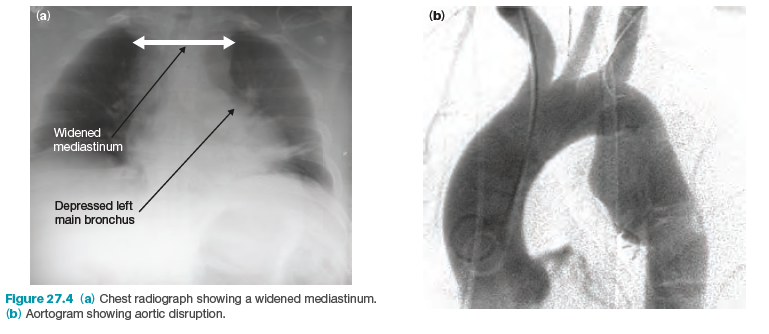 (a)
Widened
mediastinum
Depressed left
main bronchus
(b)
Figure 27.4 (a) Chest radiograph showing a widened mediastinum.
(b) Aortogram showing aortic disruption.